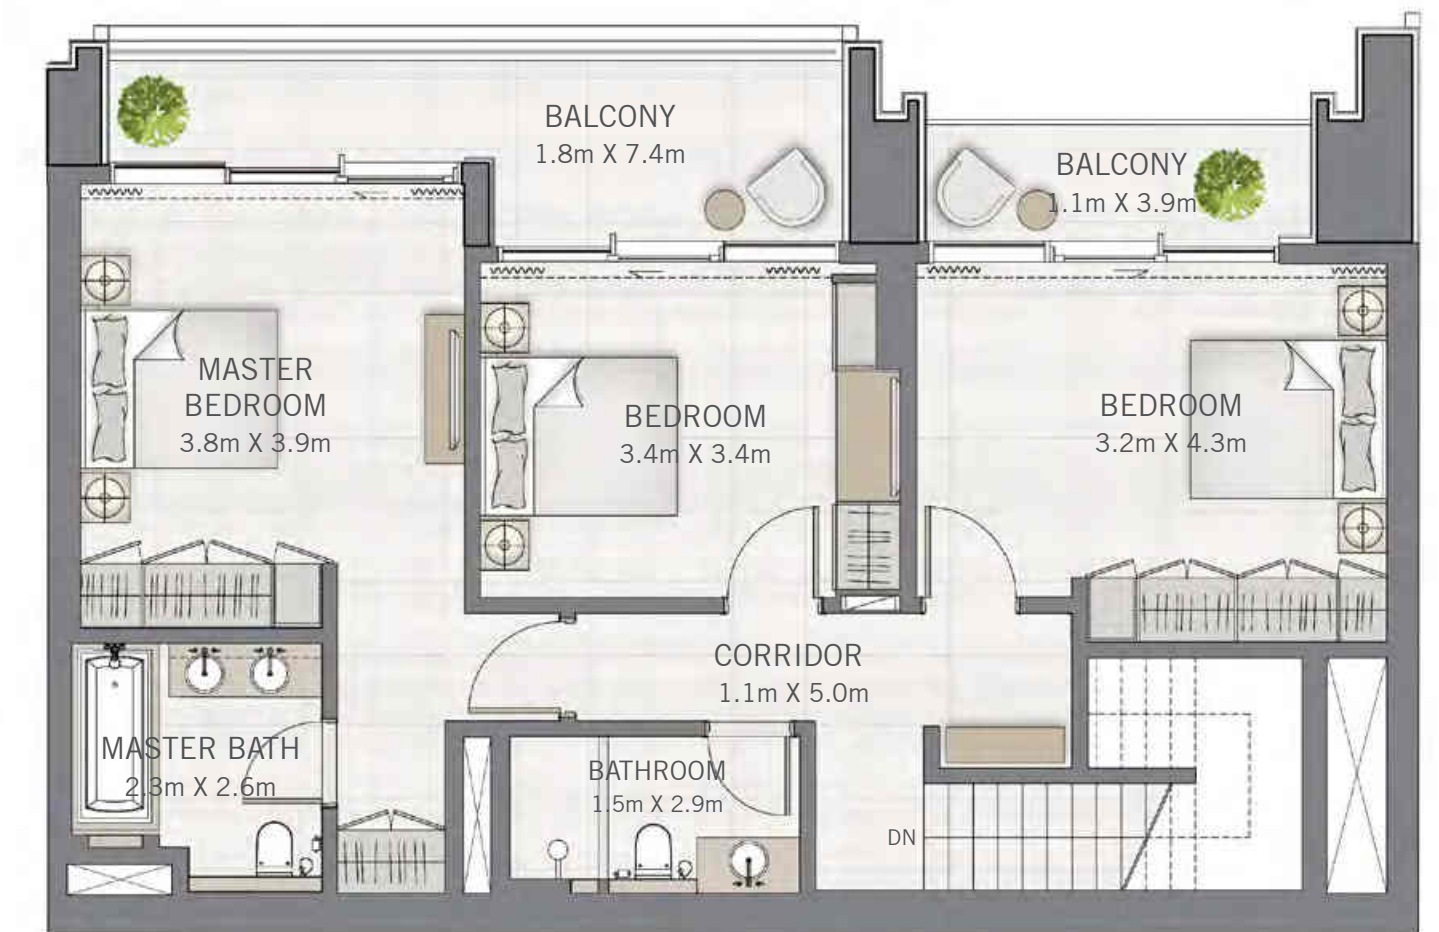 BALCONY
1.8m X 7.4m
BALCONY
1.1m X 3.9m
MASTER
BEDROOM
3.8m X 3.9m
BEDROOM
3.4m X 3.4m
BEDROOM
3.2m X 4.3m
CORRIDOR
1.1m X 5.0m
MASTER BATH
2.3m X 2.6m
BATHROOM
1.5m X 2.9m
DN